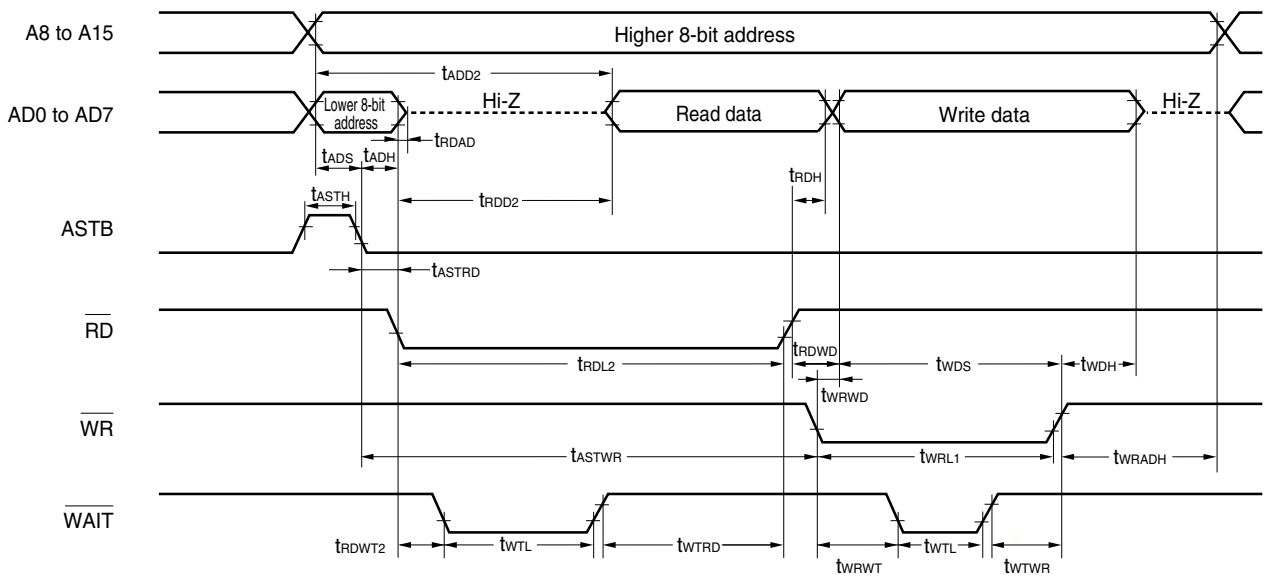 A8 to A15
Higher 8-bit address
tADD2
AD0 to AD7
Lower 8-bit
address
Hi-Z
Read data
Write data
Hi-Z
tRDAD
tADS
tADH
tRDD2
tRDH
tASTH
ASTB
tASTRD
RD
tRDL2
tRDWD
tWDS
tWDH
tWRWD
WR
tASTWR
tWRL1
tWRADH
WAIT
tRDWT2
tWTL
tWTRD
tWRWT
tWTL
tWTWR